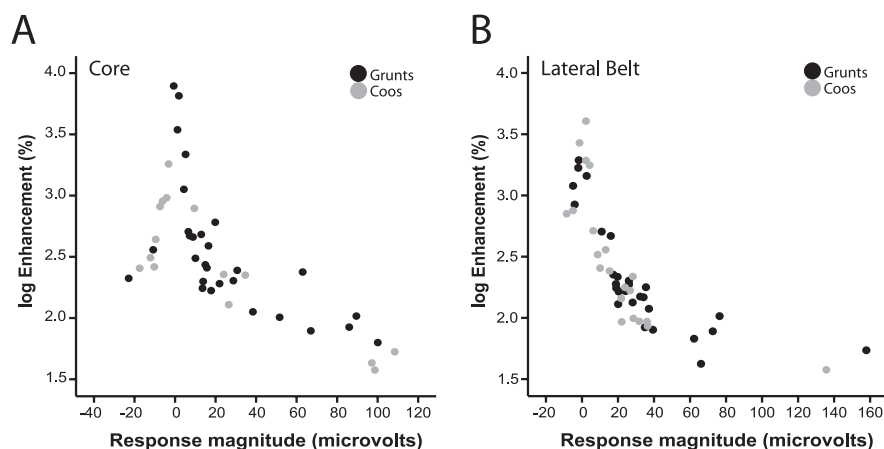 A
Core
Grunts
Coos
log Enhancement (%)
4.0
3.5
3.0
2.5
2.0
1.5
-40 -20 0 20 40 60 80 100 120
Response magnitude (microvolts)
B
Lateral Belt
Grunts
Coos
log Enhancement (%)
4.0
3.5
3.0
2.5
2.0
1.5
-20 0 20 40 60 80 100 120 140 160
Response magnitude (microvolts)